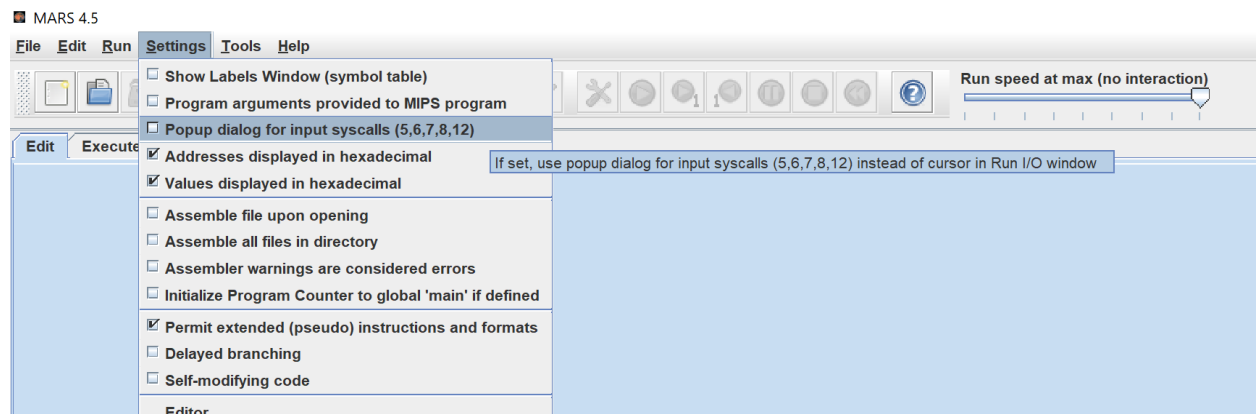 MARS 4.5
File Edit Run Settings Tools Help
Show Labels Window (symbol table)
Program arguments provided to MIPS program
Popup dialog for input syscalls (5,6,7,8,12)
Addresses displayed in hexadecimal
Values displayed in hexadecimal
Assemble file upon opening
Assemble all files in directory
Assembler warnings are considered errors
Initialize Program Counter to global 'main' if defined
Permit extended (pseudo) instructions and formats
Delayed branching
Self-modifying code
Editor
1 1
Run speed at max (no interaction)
Edit Execute
If set, use popup dialog for input syscalls (5,6,7,8,12) instead of cursor in Run I/O window